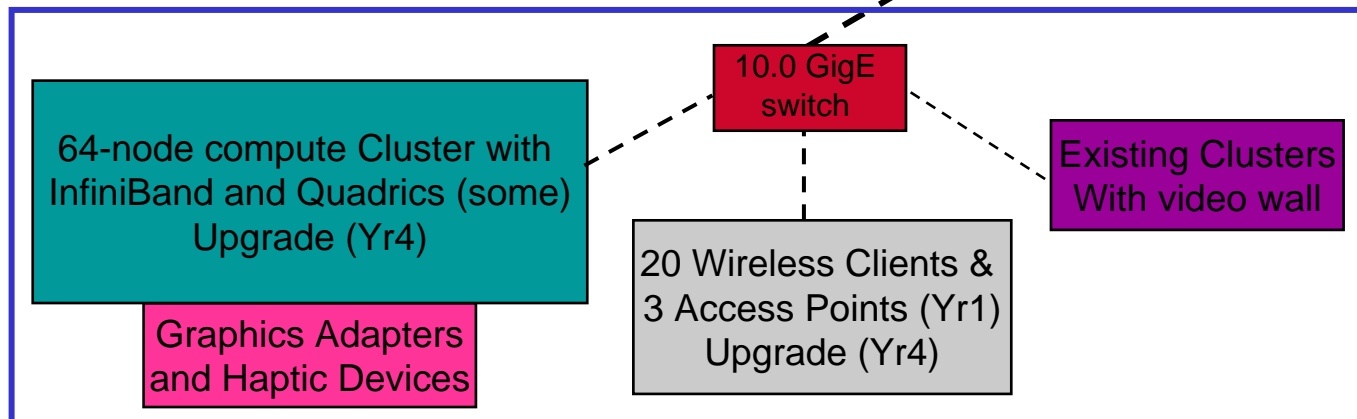 10.0 GigE
switch
64-node compute Cluster with
InfiniBand and Quadrics (some)
Upgrade (Yr4)
Existing Clusters
With video wall
20 Wireless Clients &
3 Access Points (Yr1)
Upgrade (Yr4)
Graphics Adapters
and Haptic Devices